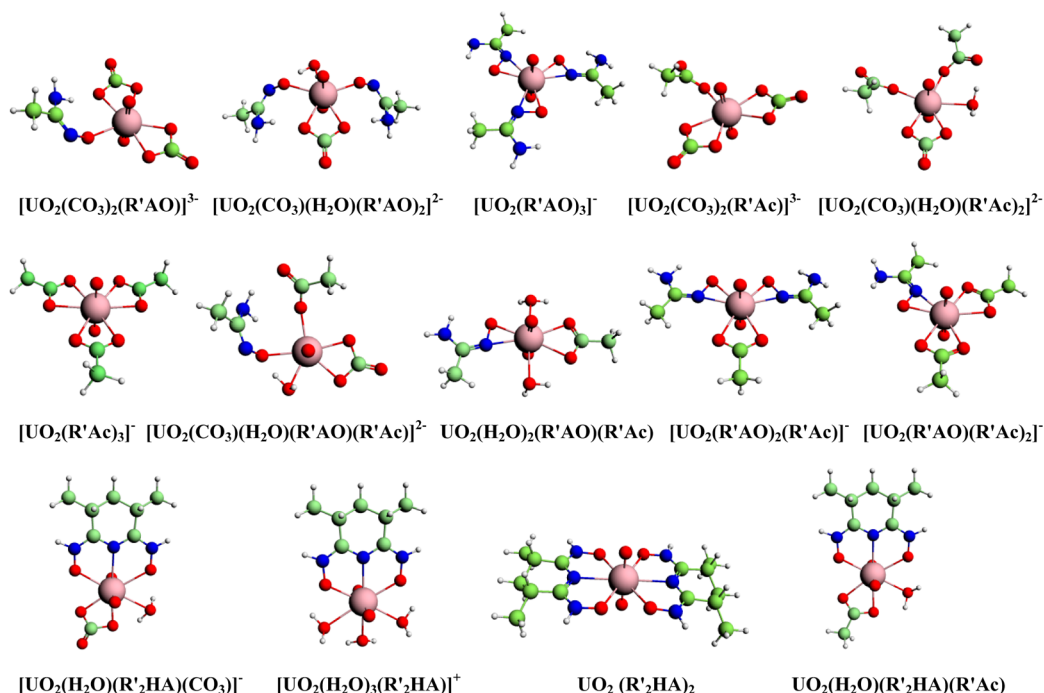 [UO₂(CO₃)₂(R'AO)]³⁻ [UO₂(CO₃)(H₂O)(R'AO)₂]²⁻ [UO₂(R'AO)₃]⁻ [UO₂(CO₃)₂(R'Ac)]³⁻ [UO₂(CO₃)(H₂O)(R'Ac)₂]²⁻
[UO₂(R'Ac)₃]⁻ [UO₂(CO₃)(H₂O)(R'AO)(R'Ac)]²⁻ UO₂(H₂O)₂(R'AO)(R'Ac) [UO₂(R'AO)₂(R'Ac)]⁻ [UO₂(R'AO)(R'Ac)₂]⁻
[UO₂(H₂O)(R'₂HA)(CO₃)]⁻ [UO₂(H₂O)₃(R'₂HA)]⁺ UO₂ (R'₂HA)₂ UO₂(H₂O)(R'₂HA)(R'Ac)